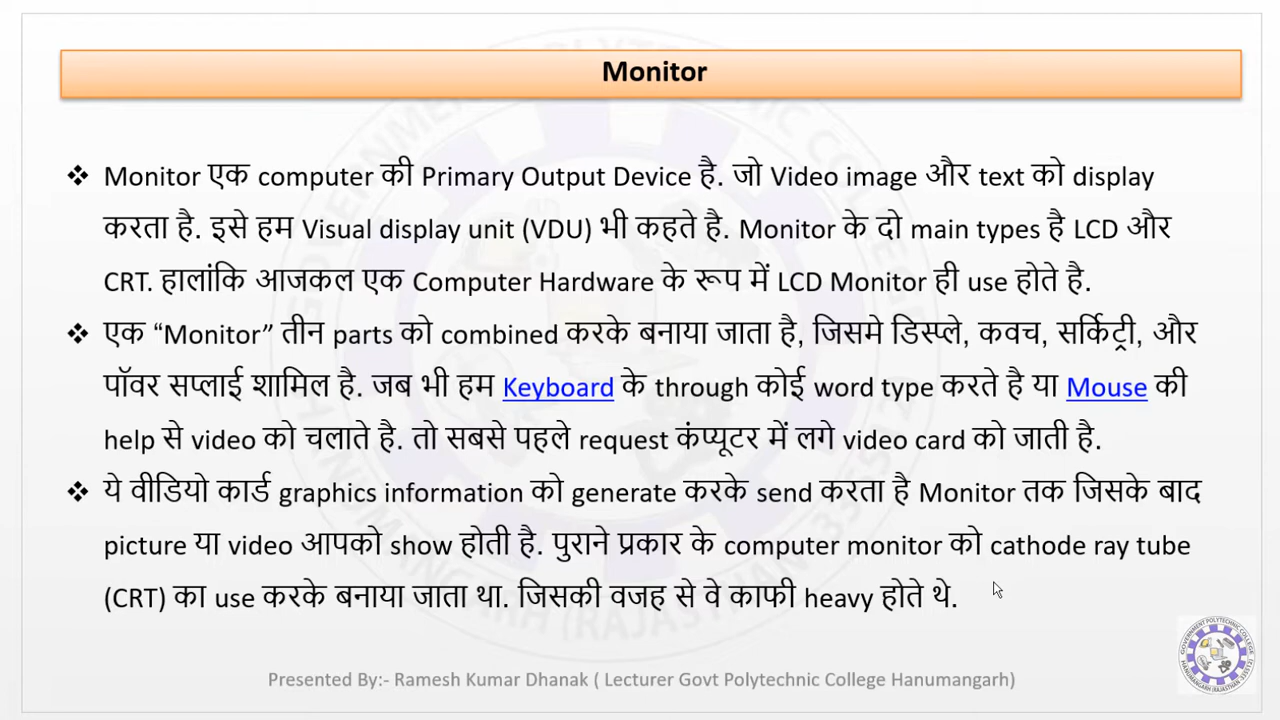 Monitor
❖ Monitor एक computer की Primary Output Device है. जो Video image और text को display
करता है. इसे हम Visual display unit (VDU) भी कहते है. Monitor के दो main types है LCD और
CRT. हालांकि आजकल एक Computer Hardware के रूप में LCD Monitor ही use होते है.
❖ एक “Monitor” तीन parts को combined करके बनाया जाता है, जिसमे डिस्प्ले, कवच, सर्किट्री, और
पॉवर सप्लाई शामिल है. जब भी हम Keyboard के through कोई word type करते है या Mouse की
help से video को चलाते है. तो सबसे पहले request कंप्यूटर में लगे video card को जाती है.
❖ ये वीडियो कार्ड graphics information को generate करके send करता है Monitor तक जिसके बाद
picture या video आपको show होती है. पुराने प्रकार के computer monitor को cathode ray tube
(CRT) का use करके बनाया जाता था. जिसकी वजह से वे काफी heavy होते थे.
Presented By:- Ramesh Kumar Dhanak ( Lecturer Govt Polytechnic College Hanumangarh)